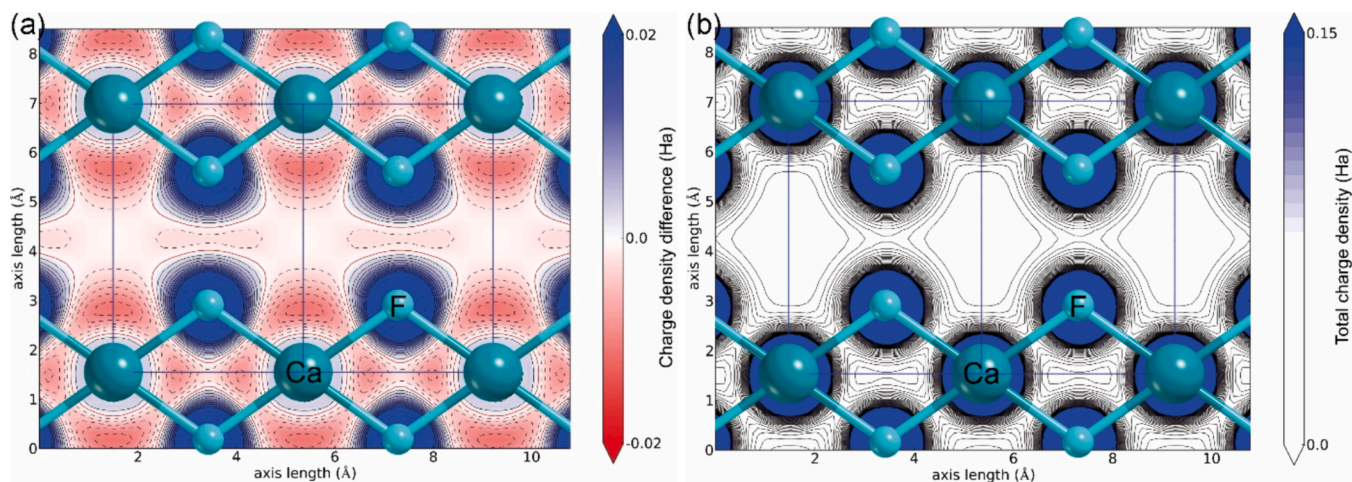 (a)
8
7
6
5
4
3
2
1
0
axis length (Å)
2
4
6
8
10
axis length (Å)
F
Ca
0.02
0.0
-0.02
Charge density difference (Ha)
(b)
8
7
6
5
4
3
2
1
0
axis length (Å)
2
4
6
8
10
axis length (Å)
F
Ca
0.15
0.0
Total charge density (Ha)